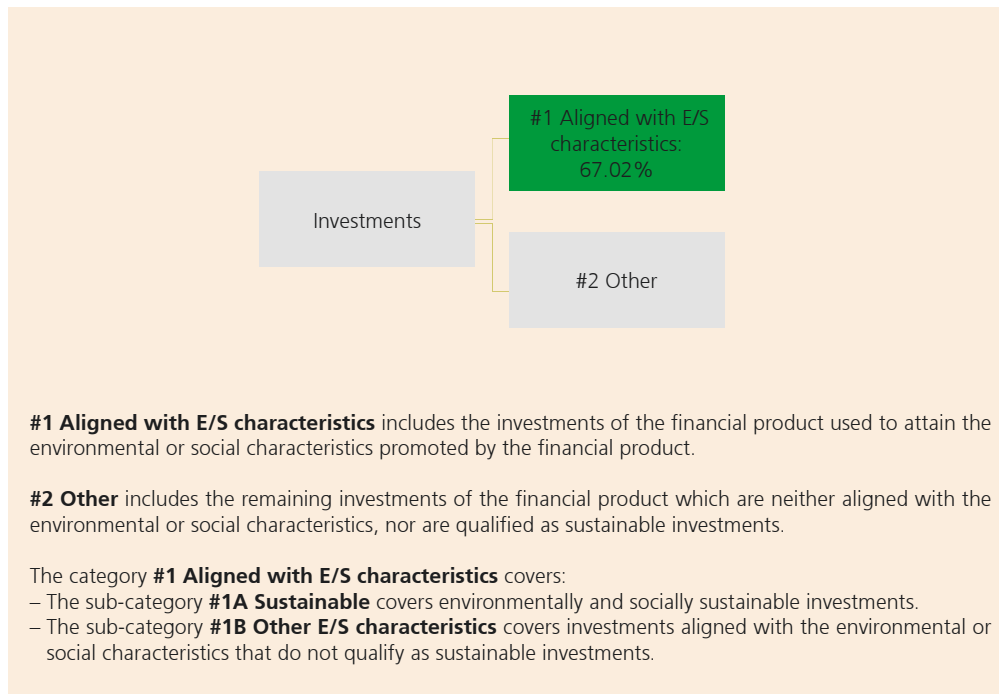 #1 Aligned with E/S
characteristics:
67.02%
Investments
#2 Other
#1 Aligned with E/S characteristics includes the investments of the financial product used to attain the
environmental or social characteristics promoted by the financial product.
#2 Other includes the remaining investments of the financial product which are neither aligned with the
environmental or social characteristics, nor are qualified as sustainable investments.
The category #1 Aligned with E/S characteristics covers:
– The sub-category #1A Sustainable covers environmentally and socially sustainable investments.
– The sub-category #1B Other E/S characteristics covers investments aligned with the environmental or
social characteristics that do not qualify as sustainable investments.